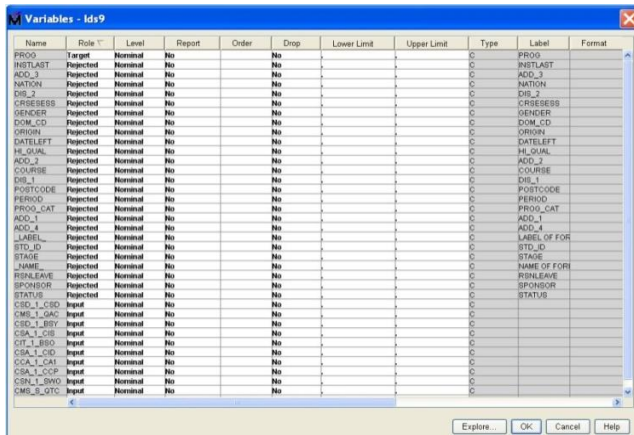 Variables - Ids9
Name Role Level Report Order Drop Lower Limit Upper Limit Type Label Format
PROG Target Nominal No No . . C PROG
INSTLAST Rejected Nominal No No . . C INSTLAST
ADD_3 Rejected Nominal No No . . C ADD_3
NATION Rejected Nominal No No . . C NATION
DIS_2 Rejected Nominal No No . . C DIS_2
CRSESESS Rejected Nominal No No . . C CRSESESS
GENDER Rejected Nominal No No . . C GENDER
DOM_CD Rejected Nominal No No . . C DOM_CD
ORIGIN Rejected Nominal No No . . C ORIGIN
DATELEFT Rejected Nominal No No . . C DATELEFT
HI_QUAL Rejected Nominal No No . . C HI_QUAL
ADD_2 Rejected Nominal No No . . C ADD_2
COURSE Rejected Nominal No No . . C COURSE
DIS_1 Rejected Nominal No No . . C DIS_1
POSTCODE Rejected Nominal No No . . C POSTCODE
PERIOD Rejected Nominal No No . . C PERIOD
PROG_CAT Rejected Nominal No No . . C PROG_CAT
ADD_1 Rejected Nominal No No . . C ADD_1
ADD_4 Rejected Nominal No No . . C ADD_4
_LABEL_ Rejected Nominal No No . . C LABEL OF FOR
STD_ID Rejected Nominal No No . . C STD_ID
STAGE Rejected Nominal No No . . C STAGE
_NAME_ Rejected Nominal No No . . C NAME OF FORI
RSNLEAVE Rejected Nominal No No . . C RSNLEAVE
SPONSOR Rejected Nominal No No . . C SPONSOR
STATUS Rejected Nominal No No . . C STATUS
CSD_1_CSD Input Nominal No No . . C
CMS_1_QAC Input Nominal No No . . C
CSD_1_BSY Input Nominal No No . . C
CSA_1_CIS Input Nominal No No . . C
CIT_1_BSO Input Nominal No No . . C
CSA_1_CID Input Nominal No No . . C
CCA_1_CA1 Input Nominal No No . . C
CSA_1_CCP Input Nominal No No . . C
CSN_1_SWO Input Nominal No No . . C
CMS_S_QTC Input Nominal No No . . C
Explore... OK Cancel Help